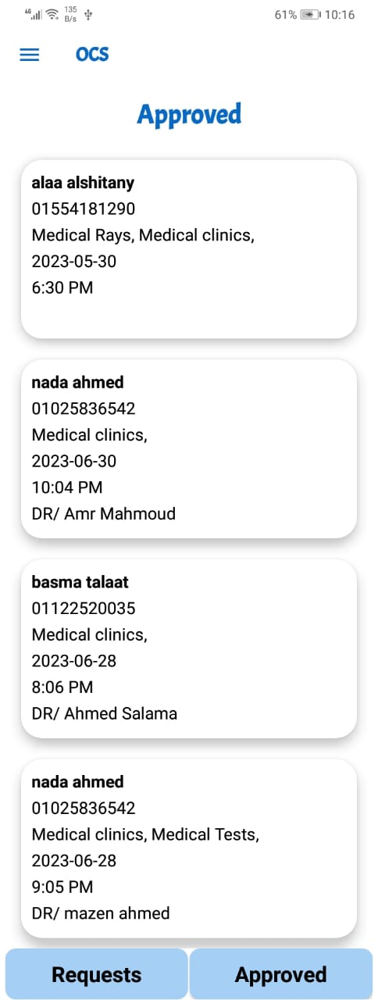 4G 135 B/s 61% 10:16
OCS
Approved
alaa alshitany
01554181290
Medical Rays, Medical clinics,
2023-05-30
6:30 PM
nada ahmed
01025836542
Medical clinics,
2023-06-30
10:04 PM
DR/ Amr Mahmoud
basma talaat
01122520035
Medical clinics,
2023-06-28
8:06 PM
DR/ Ahmed Salama
nada ahmed
01025836542
Medical clinics, Medical Tests,
2023-06-28
9:05 PM
DR/ mazen ahmed
Requests Approved